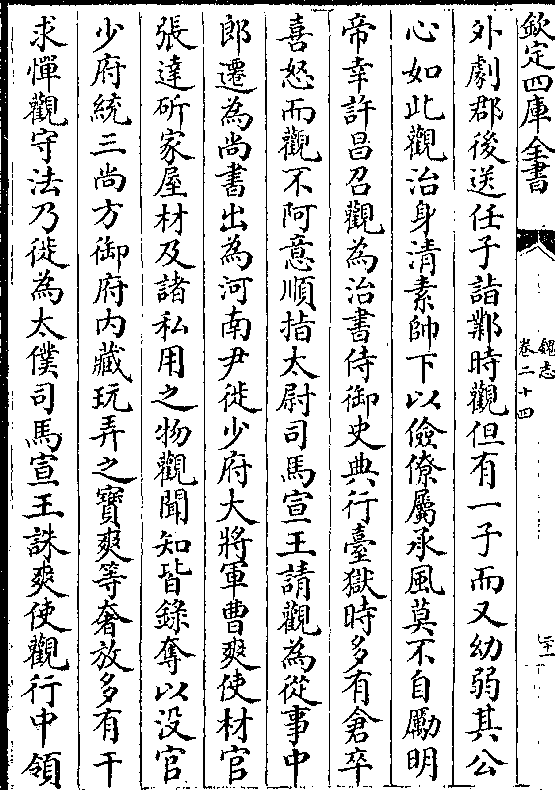 欽定四庫全書
魏志
卷二十四
外劇郡後送任子詣鄴時觀但有一子而又幼弱其公
心如此觀治身清素帥下以儉僚屬承風莫不自勵明
帝幸許昌召觀為治書侍御史典行臺獄時多有倉卒
喜怒而觀不阿意順指太尉司馬宣王請觀為從事中
郎遷為尚書出為河南尹徙少府大將軍曹爽使材官
張達斫家屋材及諸私用之物觀聞知皆錄奪以没官
少府統三尚方御府内藏玩弄之寶爽等奢放多有干
求憚觀守法乃徙為太僕司馬宣王誅爽使觀行中領